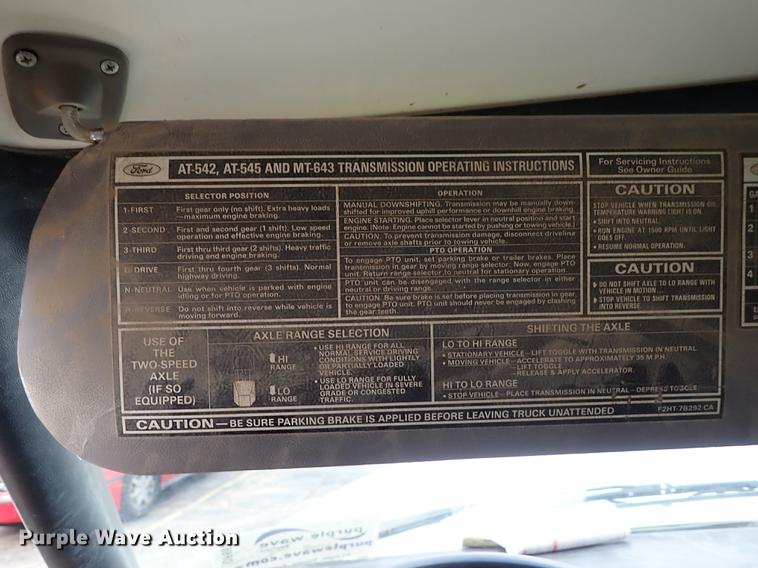 Ford
AT-542, AT-545 AND MT-643 TRANSMISSION OPERATING INSTRUCTIONS
For Servicing Instructions
See Owner Guide
SELECTOR POSITION
1-FIRST First gear only (no shift). Extra heavy loads
—maximum engine braking.
2-SECOND First and second gear (1 shift). Low speed
operation and effective engine braking.
3-THIRD First thru third gear (2 shifts). Heavy traffic
driving and engine braking.
D-DRIVE First thru fourth gear (3 shifts). Normal
highway driving.
N-NEUTRAL Use when vehicle is parked with engine
idling or for PTO operation.
R-REVERSE Do not shift into reverse while vehicle is
moving forward.
OPERATION
MANUAL DOWNSHIFTING. Transmission may be manually down-
shifted for improved uphill performance or downhill engine braking.
ENGINE STARTING. Place selector lever in neutral position and start
engine. (Note: Engine cannot be started by pushing or towing vehicle.)
CAUTION. To prevent transmission damage, disconnect driveline
or remove axle shafts prior to towing vehicle.
PTO OPERATION
To engage PTO unit, set parking brake or trailer brakes. Place
transmission in gear by moving range selector: Now, engage PTO
unit. Return range selector to neutral for stationary operation.
PTO unit can be disengaged with the range selector in either
neutral or driving range.
CAUTION: Be sure brake is set before placing transmission in gear
to engage PTO unit. PTO unit should never be engaged by clashing
the gear teeth.
CAUTION
STOP VEHICLE WHEN TRANSMISSION OIL
TEMPERATURE WARNING LIGHT IS ON.
• SHIFT INTO NEUTRAL
• RUN ENGINE AT 1500 RPM UNTIL LIGHT
GOES OFF.
• RESUME NORMAL OPERATION.
CAUTION
DO NOT SHIFT AXLE TO LO RANGE WITH
VEHICLE IN MOTION...
STOP VEHICLE TO SHIFT TRANSMISSION
INTO REVERSE.
USE OF
THE
TWO-SPEED
AXLE
(IF SO
EQUIPPED)
AXLE RANGE SELECTION
HI
RANGE
LO
RANGE
• USE HI RANGE FOR ALL
NORMAL SERVICE DRIVING
CONDITIONS WITH LIGHTLY
OR PARTIALLY LOADED
VEHICLE.
• USE LO RANGE FOR FULLY
LOADED VEHICLE IN SEVERE
GRADE OR CONGESTED
TRAFFIC.
SHIFTING THE AXLE
LO TO HI RANGE
• STATIONARY VEHICLE—LIFT TOGGLE WITH TRANSMISSION IN NEUTRAL.
• MOVING VEHICLE—ACCELERATE TO APPROXIMATELY 35 M.P.H.
—LIFT TOGGLE
—RELEASE & APPLY ACCELERATOR.
HI TO LO RANGE
• STOP VEHICLE—PLACE TRANSMISSION IN NEUTRAL—DEPRESS TOGGLE
CAUTION—BE SURE PARKING BRAKE IS APPLIED BEFORE LEAVING TRUCK UNATTENDED
F2HT-7B292 CA
1
2
3
4
purple wave
purplewave.com
Purple Wave Auction
Purple Wave Auction